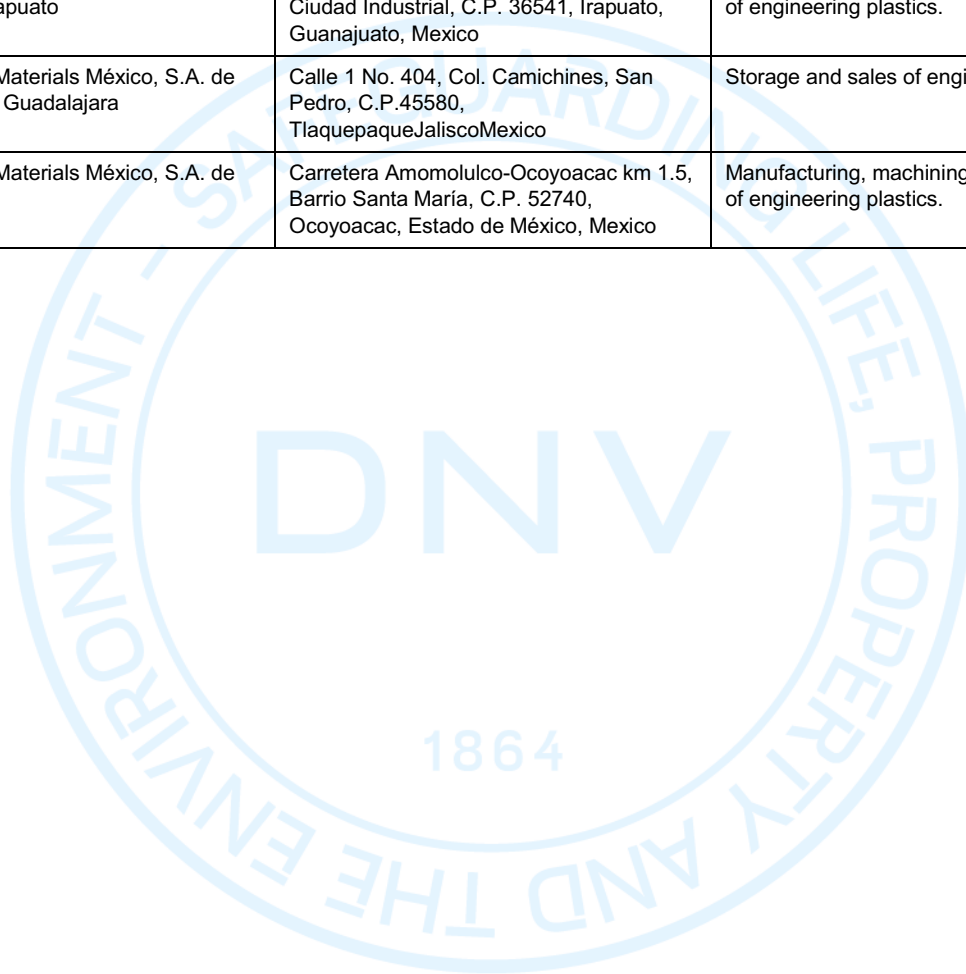 Ciudad Industrial, C.P. 36541, Irapuato,
Guanajuato, Mexico
of engineering plastics.
Materials México, S.A. de
Guadalajara
Calle 1 No. 404, Col. Camichines, San
Pedro, C.P.45580,
TlaquepaqueJaliscoMexico
Storage and sales of
Materials México, S.A. de
Carretera Amomolulco-Ocoyoacac km 1.5,
Barrio Santa María, C.P. 52740,
Ocoyoacac, Estado de México, Mexico
Manufacturing, machining
of engineering plastics.
SAFEGUARDING LIFE, PROPERTY AND THE ENVIRONMENT –
DNV
1864